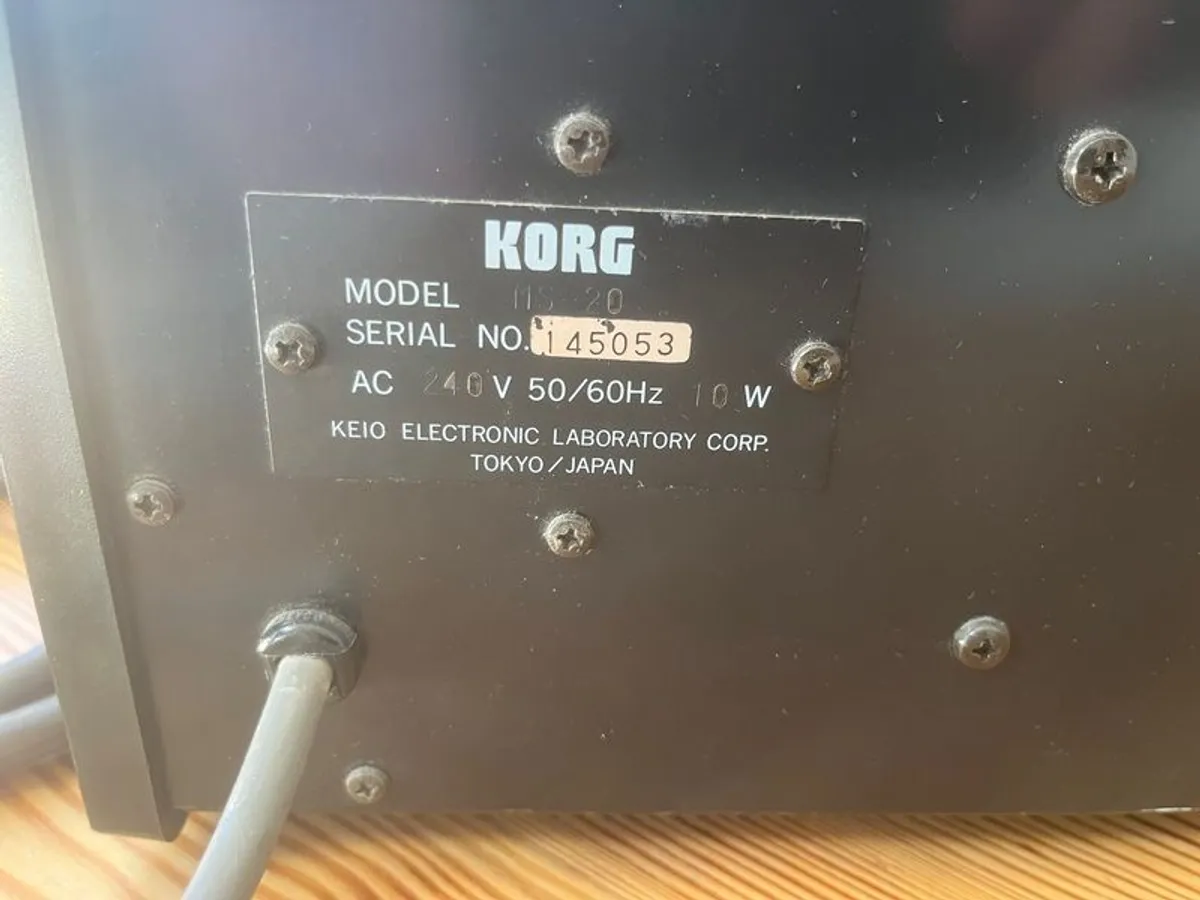 KORG
MODEL MS-20
SERIAL NO. 145053
AC 240V 50/60Hz 10 W
KEIO ELECTRONIC LABORATORY CORP.
TOKYO/JAPAN